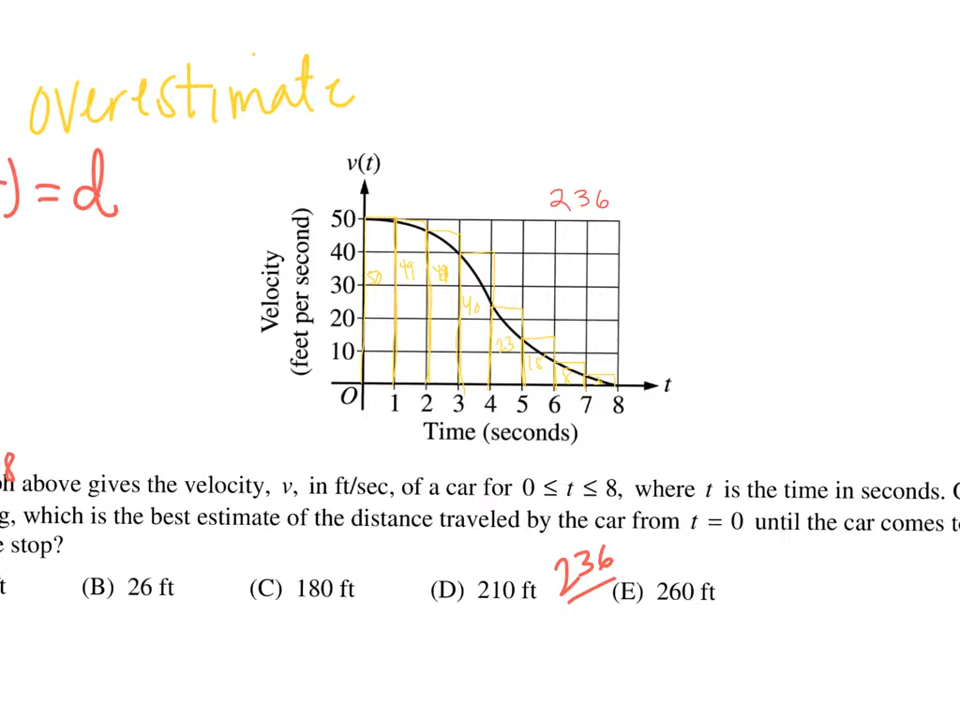 overestimate
) = d
v(t)
236
Velocity
(feet per second)
50
40
30
20
10
50
49
40
23
18
8
O
1 2 3 4 5 6 7 8
t
Time (seconds)
8
above gives the velocity, v, in ft/sec, of a car for 0 ≤ t ≤ 8, where t is the time in seconds.
g, which is the best estimate of the distance traveled by the car from t = 0 until the car comes t
e stop?
236
t (B) 26 ft (C) 180 ft (D) 210 ft (E) 260 ft